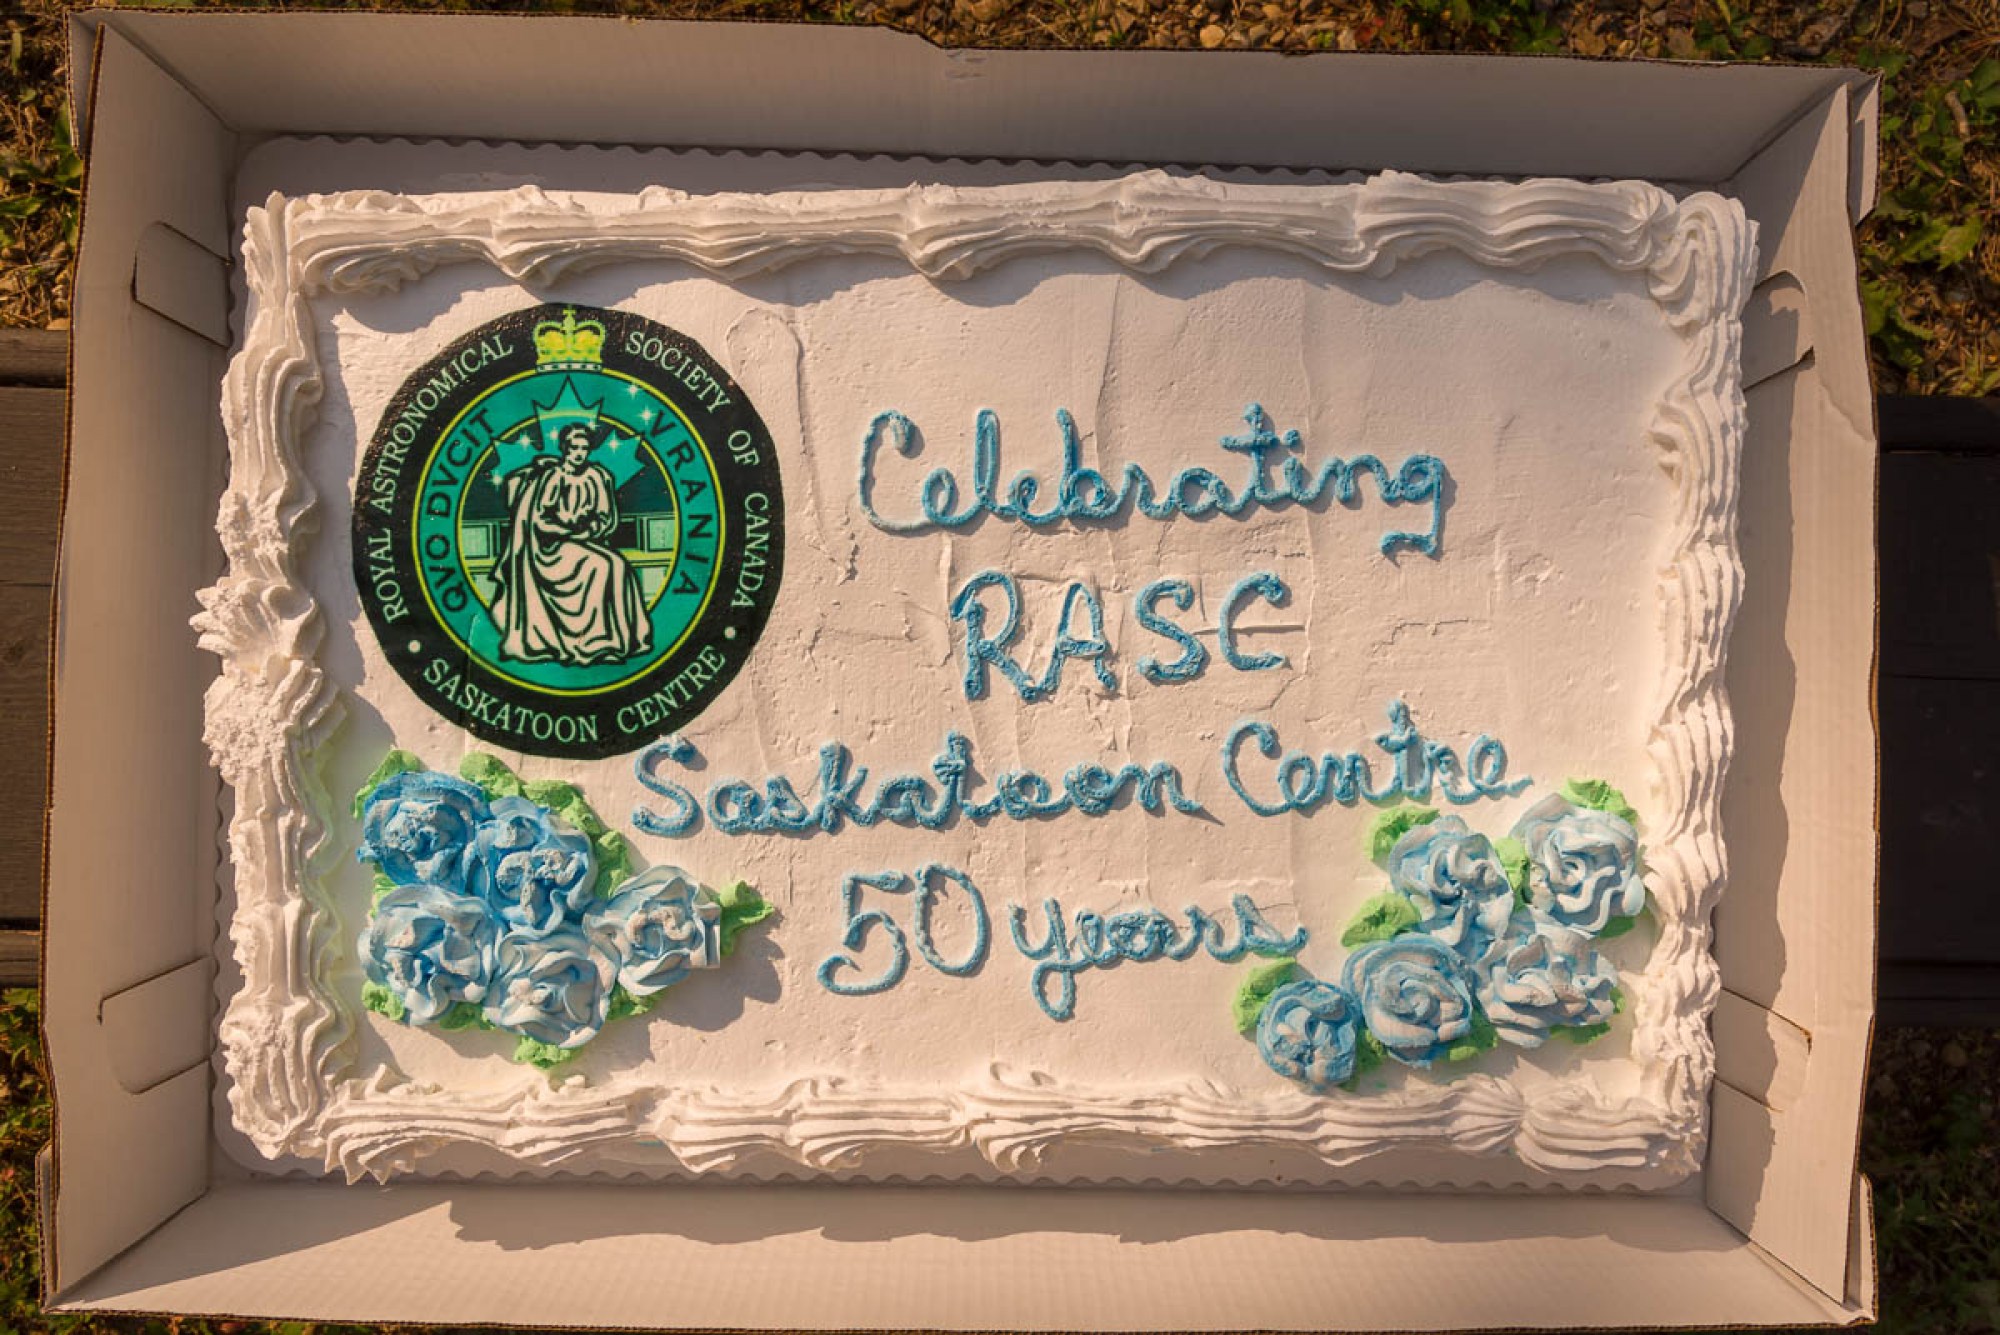 ROYAL ASTRONOMICAL SOCIETY OF CANADA
• SASKATOON CENTRE •
QVO DVCIT VRANIA
Celebrating
RASC
Saskatoon Centre
50 years